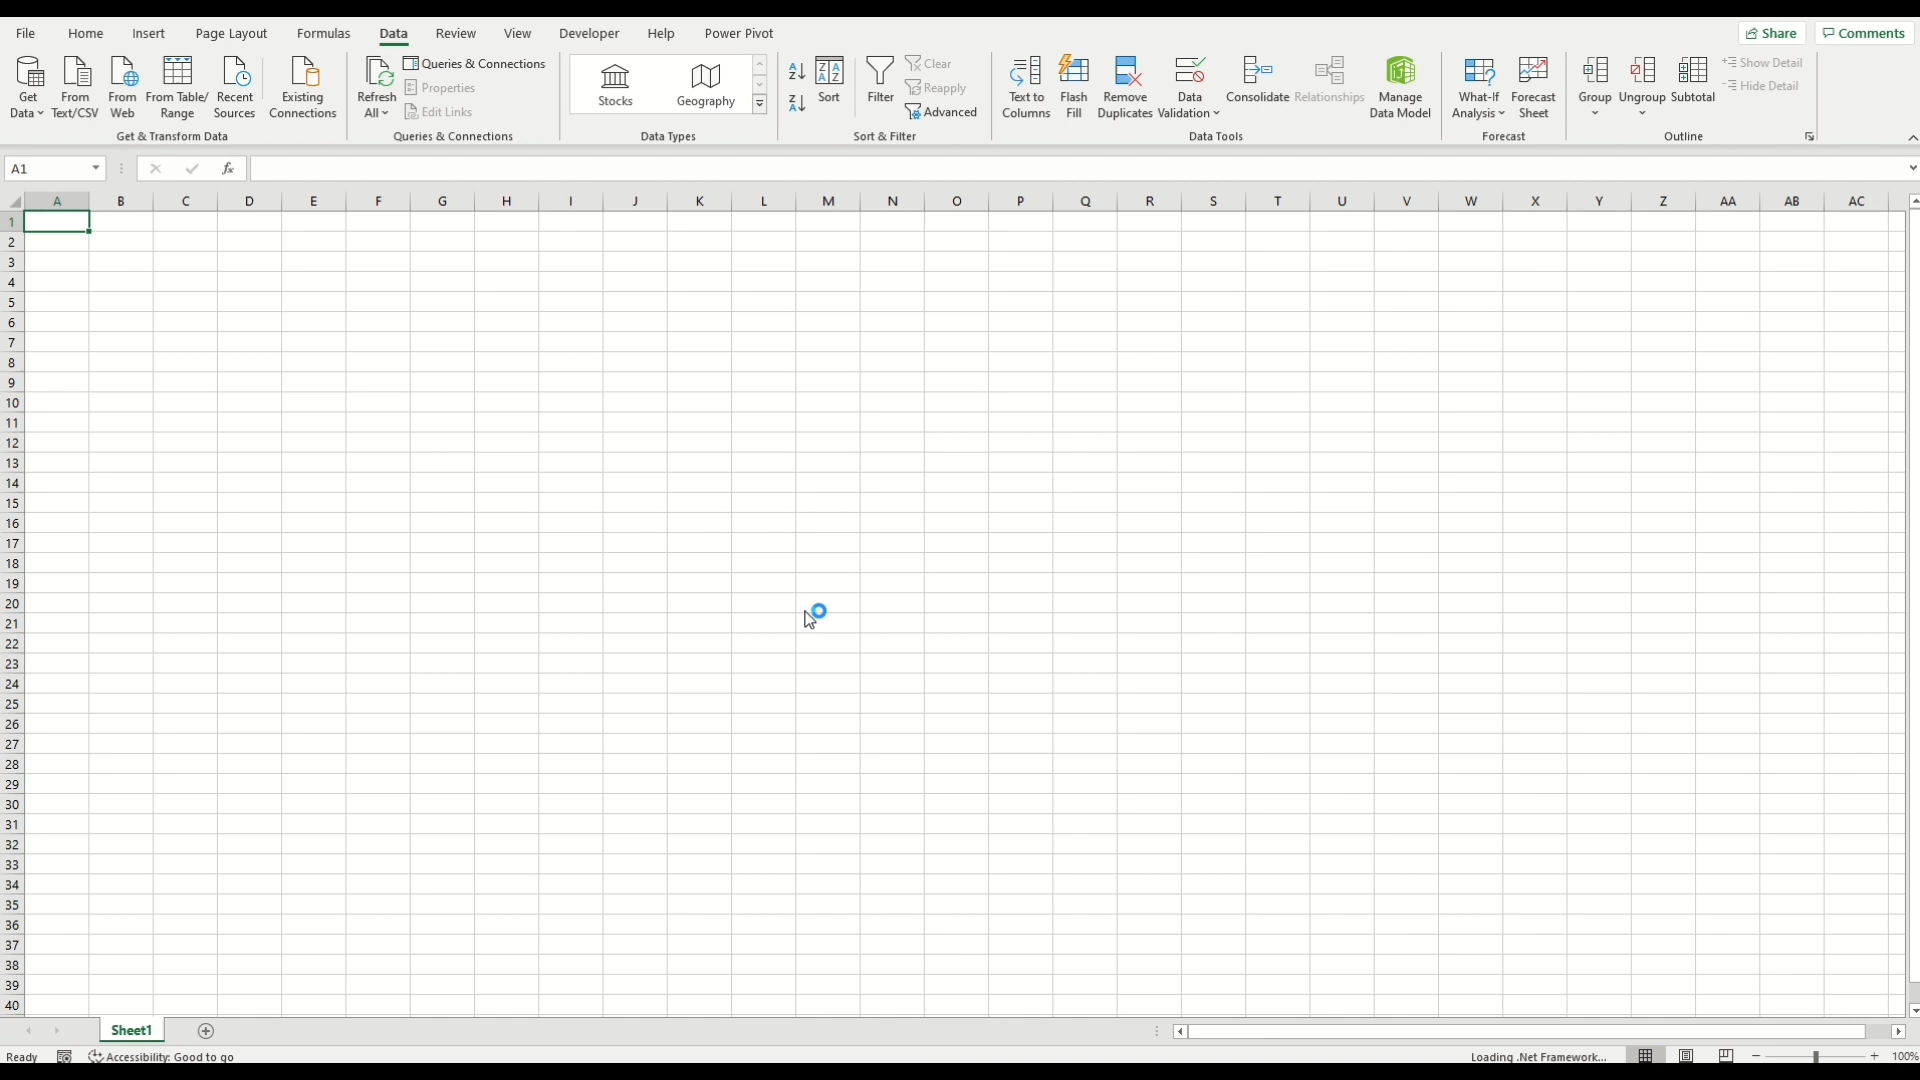 File Home Insert Page Layout Formulas Data Review View Developer Help Power Pivot Share Comments
Get Data From Text/CSV From Web From Table/ Range Recent Sources Existing Connections
Get & Transform Data
Refresh All Queries & Connections Properties Edit Links
Queries & Connections
Stocks Geography
Data Types
Sort Filter Clear Reapply Advanced
Sort & Filter
Text to Columns Flash Fill Remove Duplicates Data Validation Consolidate Relationships Manage Data Model
Data Tools
What-If Analysis Forecast Sheet
Forecast
Group Ungroup Subtotal Show Detail Hide Detail
Outline
A1 fx
A B C D E F G H I J K L M N O P Q R S T U V W X Y Z AA AB AC
1
2
3
4
5
6
7
8
9
10
11
12
13
14
15
16
17
18
19
20
21
22
23
24
25
26
27
28
29
30
31
32
33
34
35
36
37
38
39
40
Sheet1
Ready Accessibility: Good to go Loading .Net Framework... 100%